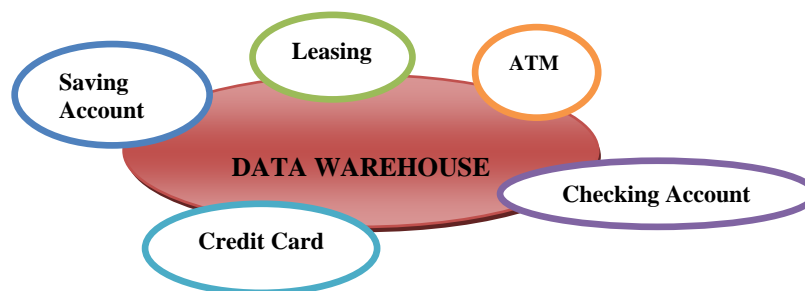 Leasing
ATM
Saving
Account
DATA WAREHOUSE
Checking Account
Credit Card